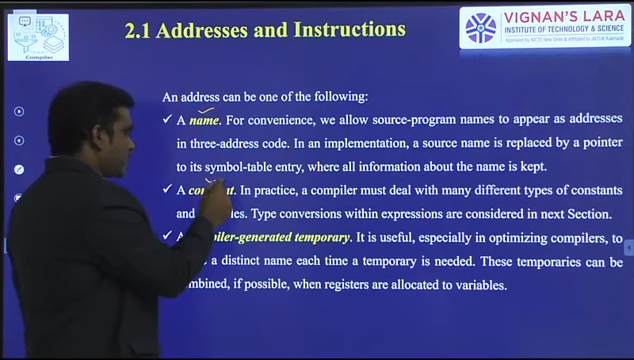 2.1 Addresses and Instructions
VIGNAN'S LARA
INSTITUTE OF TECHNOLOGY & SCIENCE
Compiler
An address can be one of the following:
✓ A name. For convenience, we allow source-program names to appear as addresses
in three-address code. In an implementation, a source name is replaced by a pointer
to its symbol-table entry, where all information about the name is kept.
✓ A In practice, a compiler must deal with many different types of constants
and Type conversions within expressions are considered in next Section.
✓ A -generated temporary. It is useful, especially in optimizing compilers, to
a distinct name each time a temporary is needed. These temporaries can be
if possible, when registers are allocated to variables.